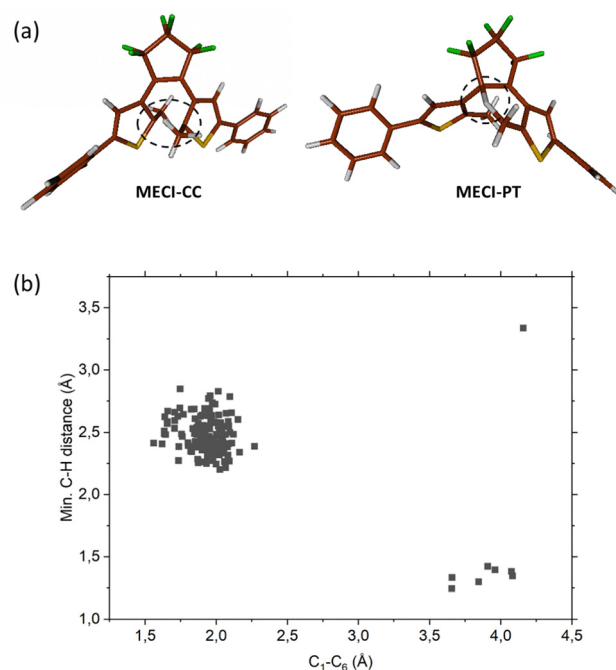 (a)
MECI-CC
MECI-PT
(b)
Min. C-H distance (Å)
3,5
3,0
2,5
2,0
1,5
1,0
1,5
2,0
2,5
3,0
3,5
4,0
4,5
C₁-C₆ (Å)